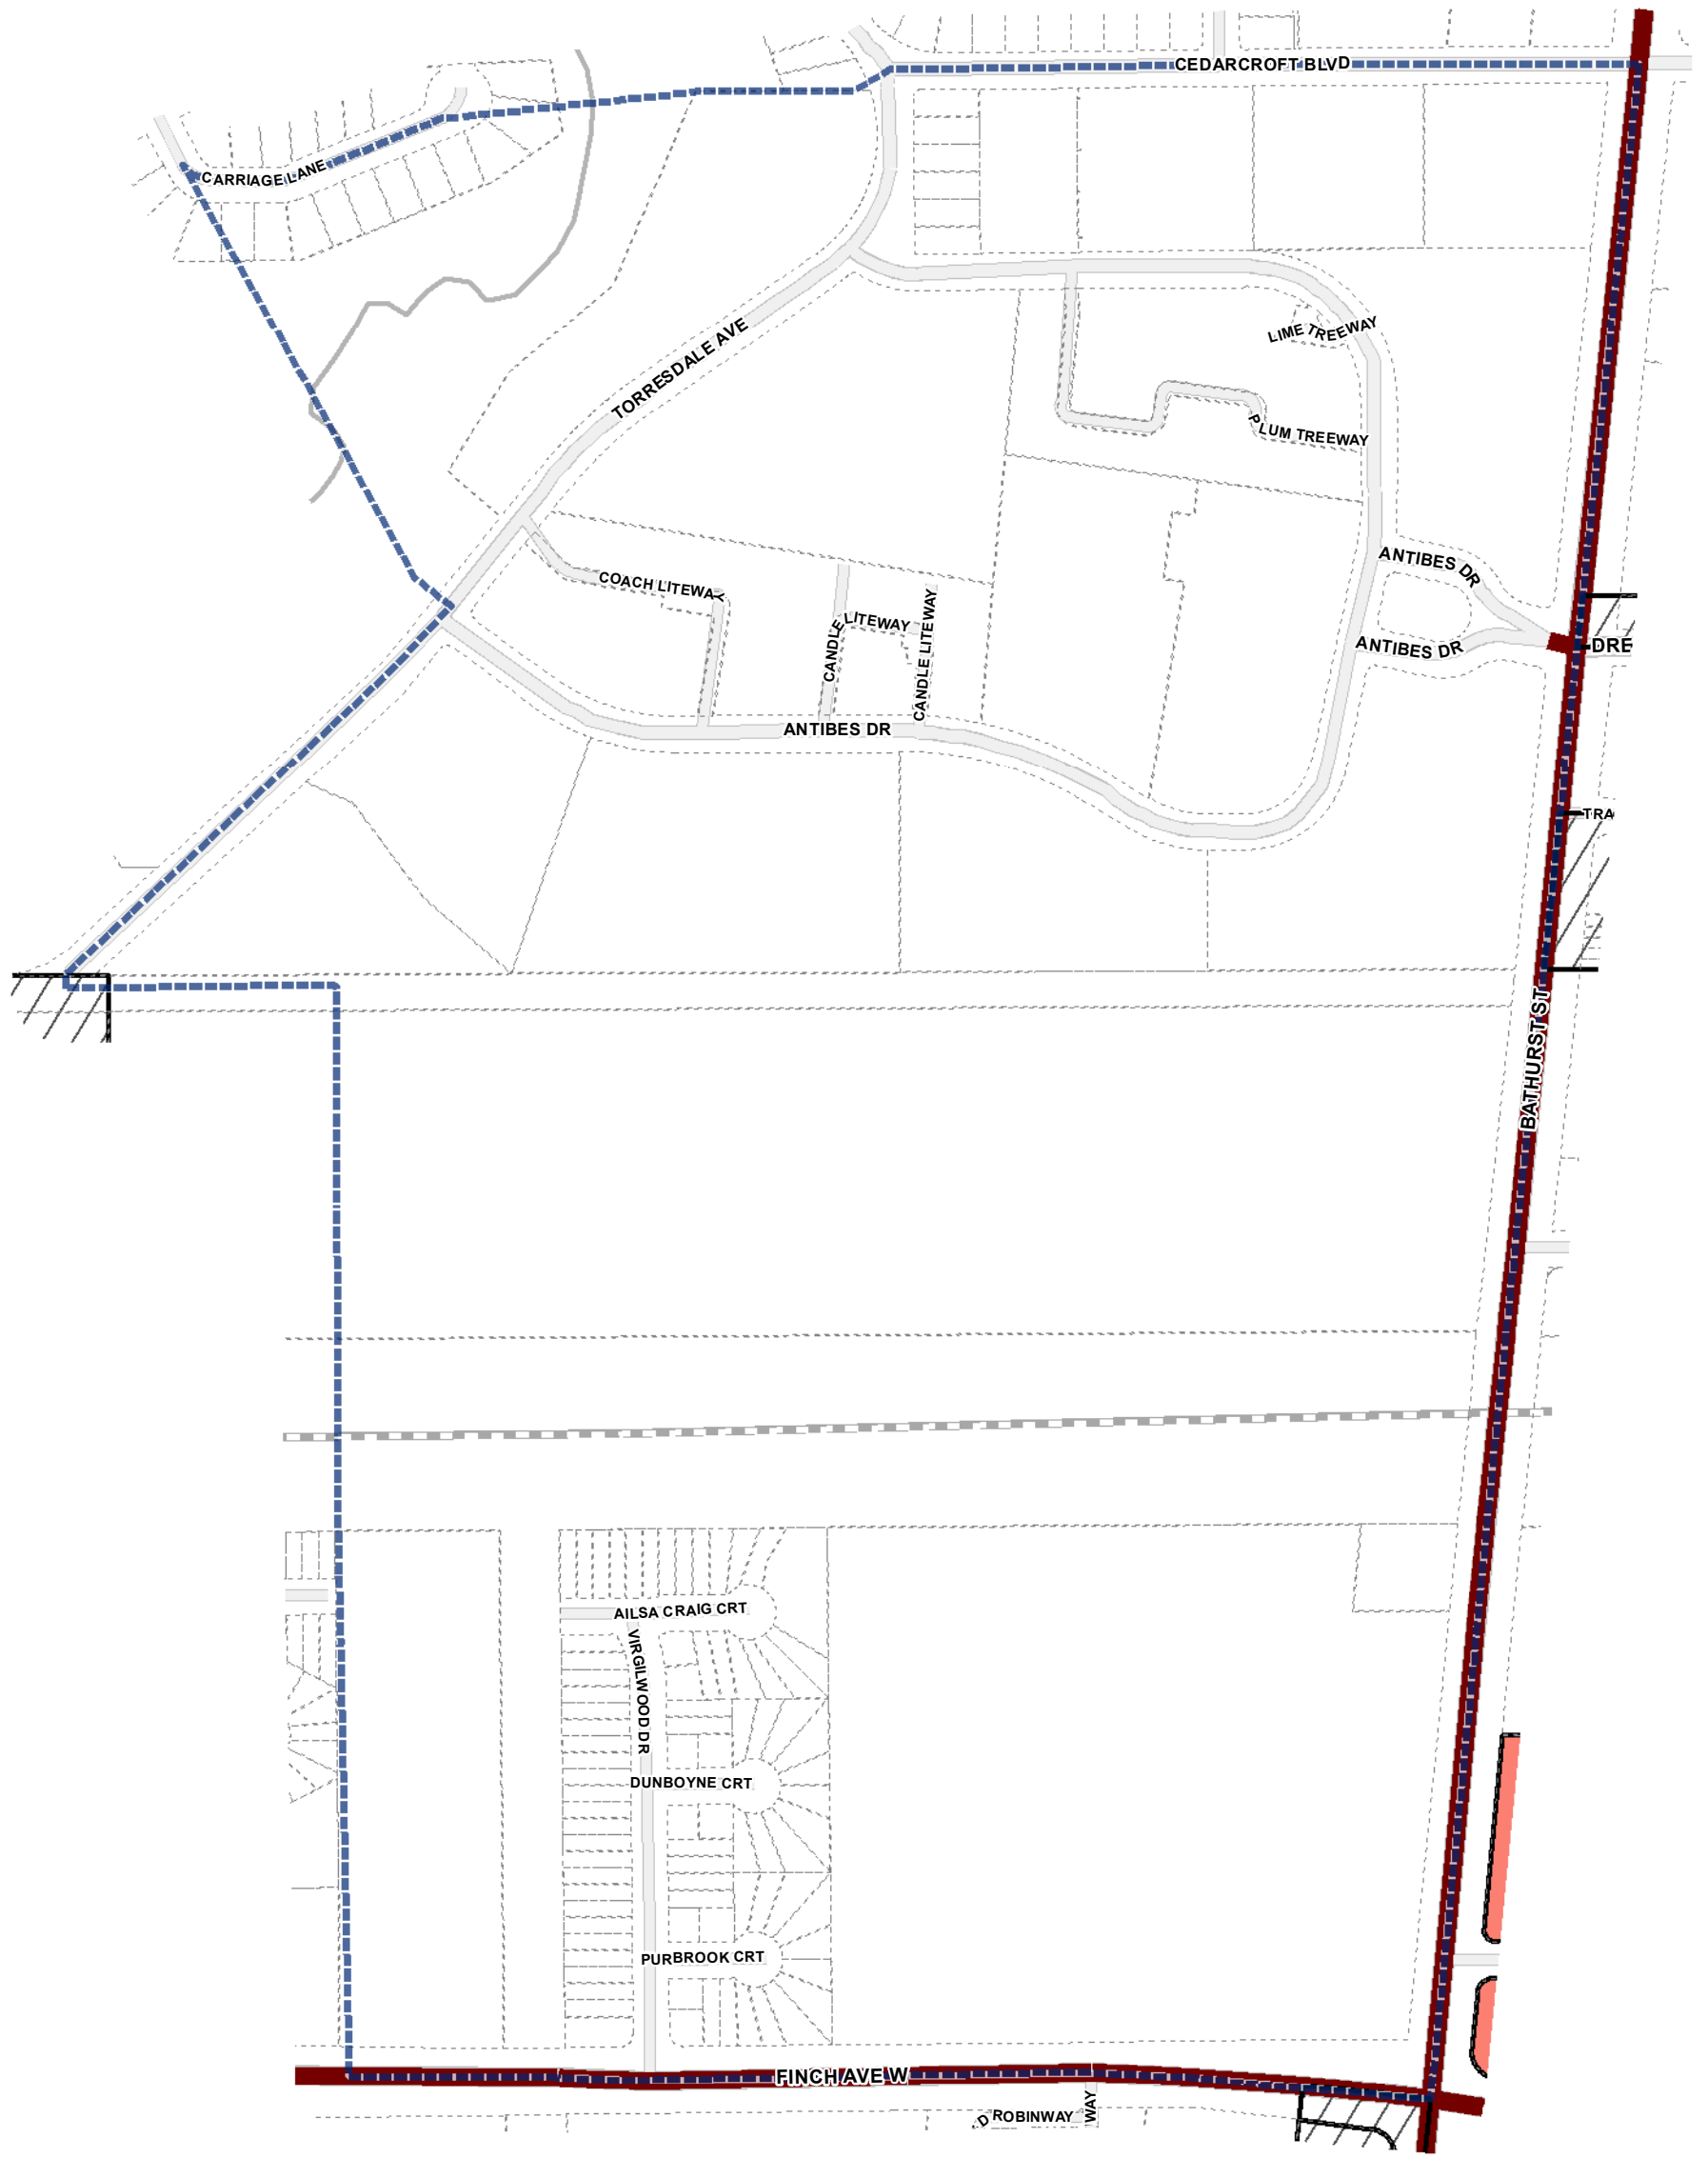 CEDARCROFT BLVD
CARRIAGE LANE
LIME TREEWAY
TORRESDALE AVE
PLUM TREEWAY
ANTIBES DR
COACH LITEWAY
CANDLE LITEWAY
CANDLE LITEWAY
ANTIBES DR
DRE
ANTIBES DR
TRA
BATHURST ST
AILSA CRAIG CRT
VIRGILWOOD DR
DUNBOYNE CRT
PURBROOK CRT
FINCH AVE W
D ROBINWAY
WAY